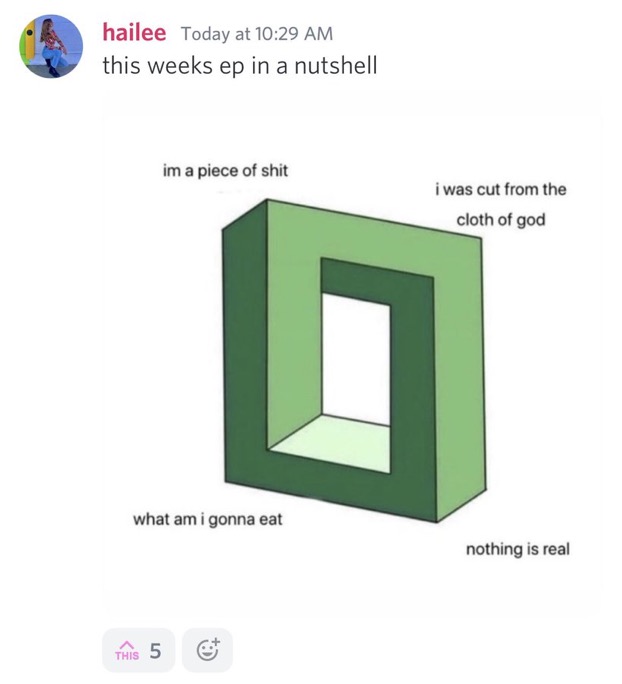 hailee Today at 10:29 AM
this weeks ep in a nutshell
im a piece of shit
i was cut from the
cloth of god
what am i gonna eat
nothing is real
THIS 5